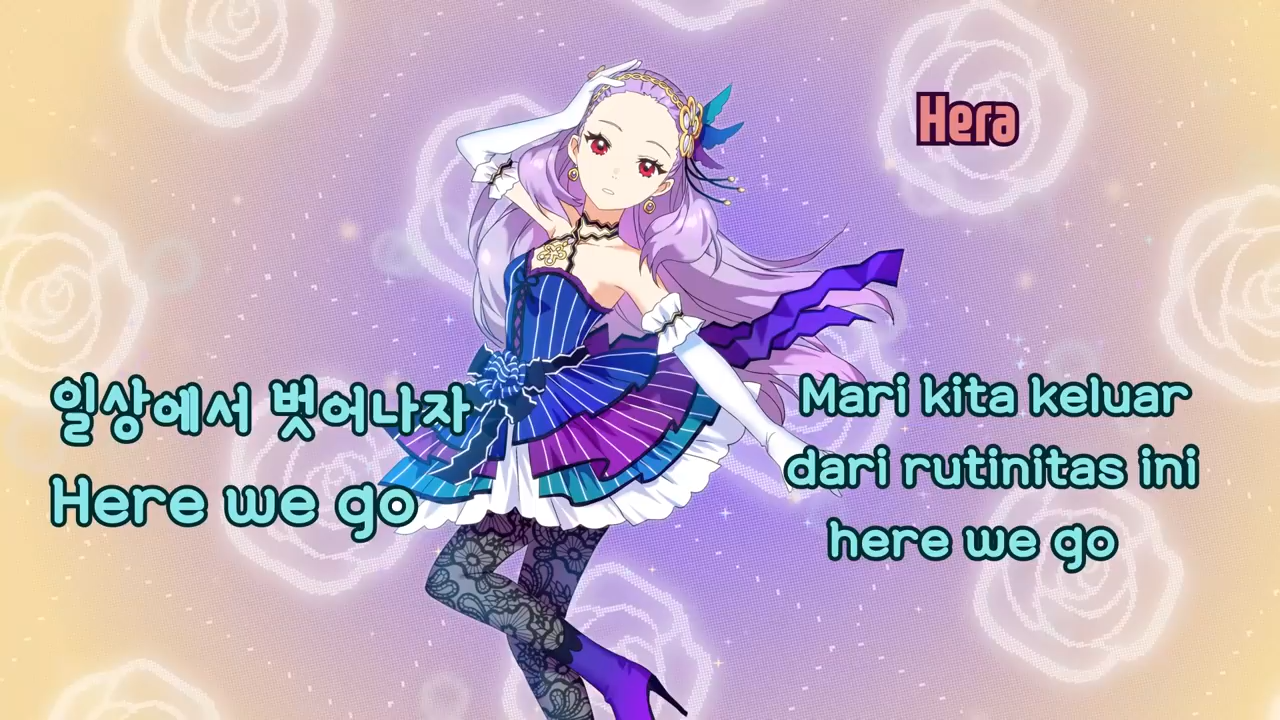 Hera
일상에서 벗어나자
Here we go
Mari kita keluar
dari rutinitas ini
here we go